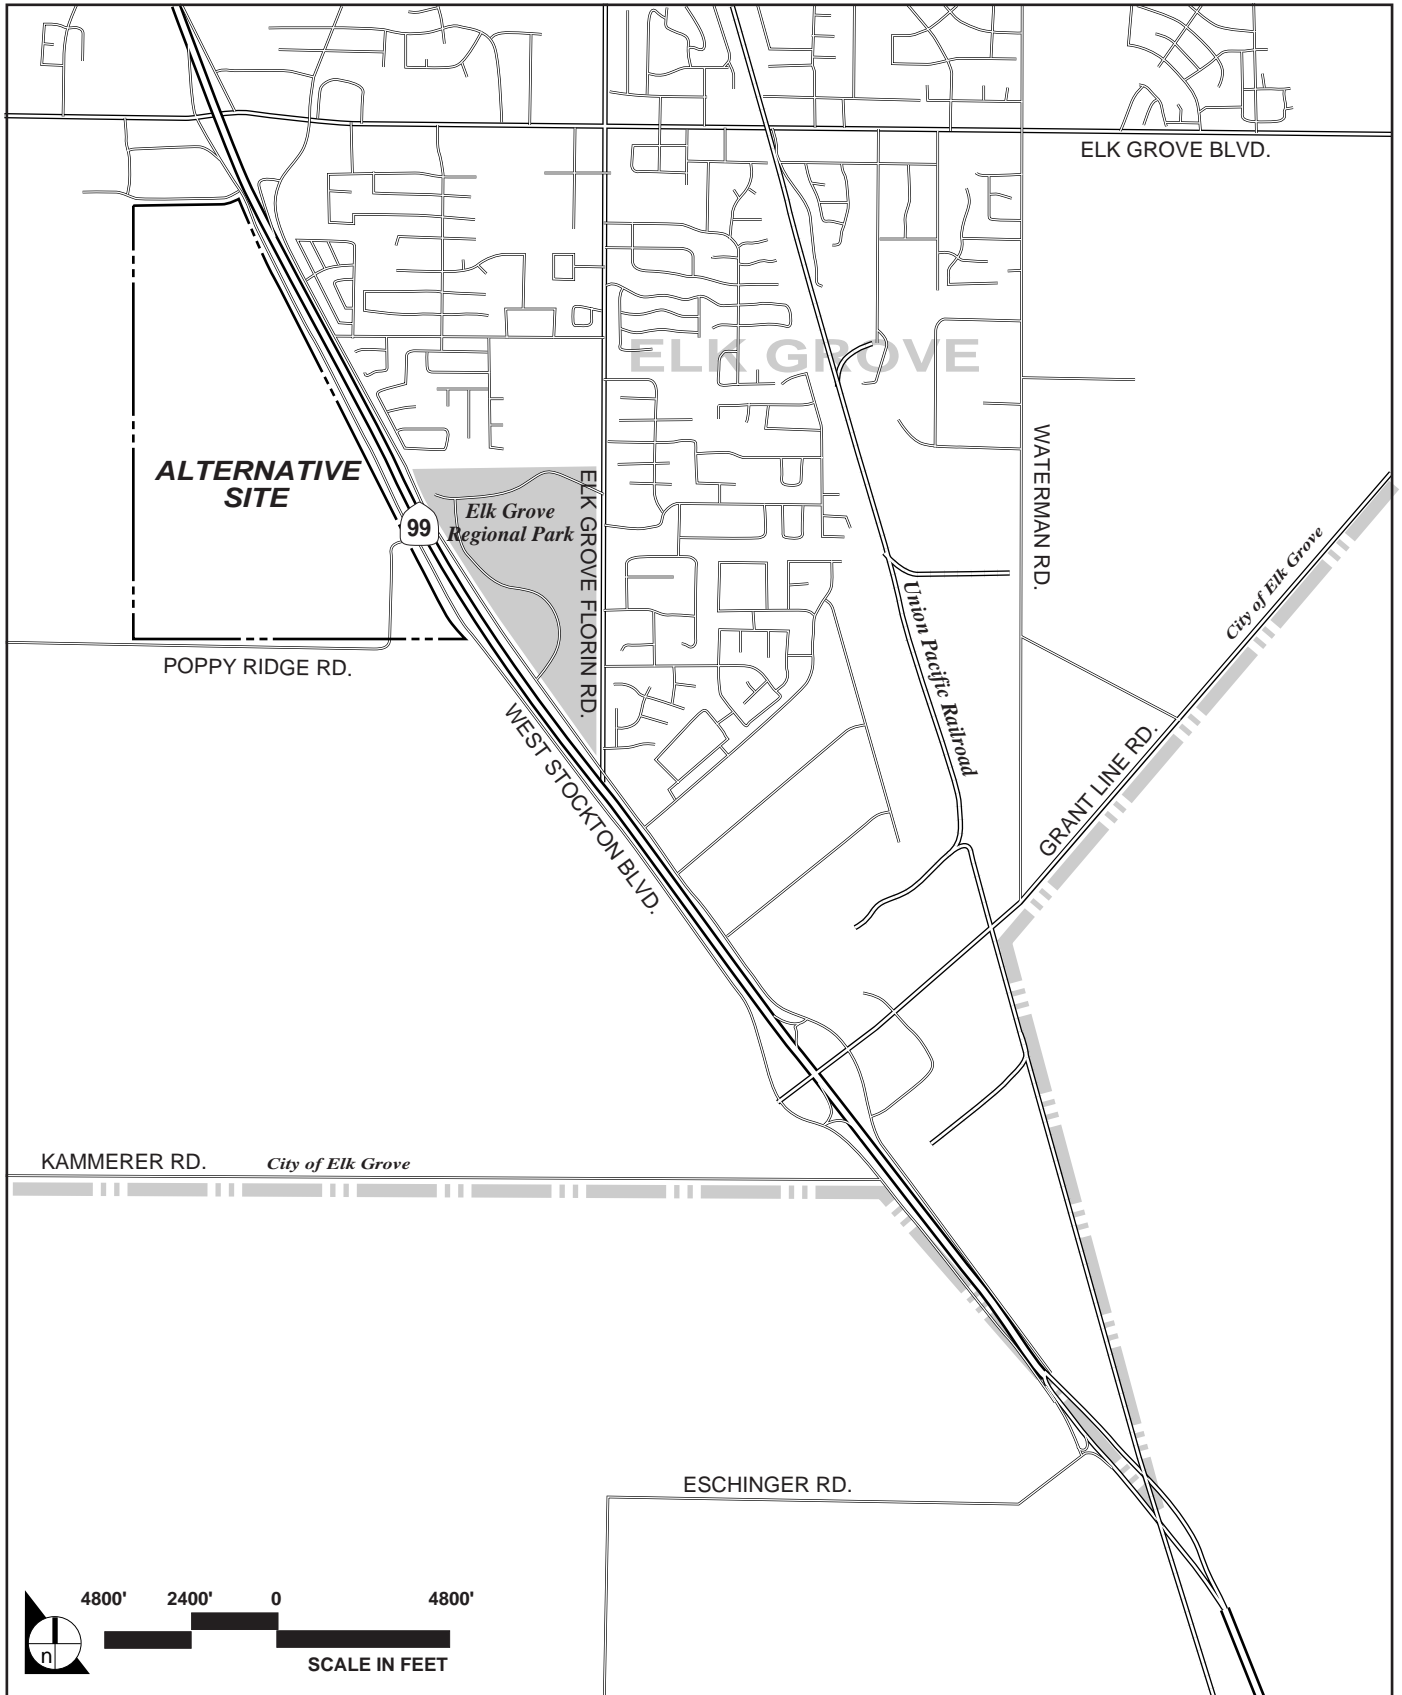 ELK GROVE BLVD.
ELK GROVE
ALTERNATIVE
SITE
99
Elk Grove
Regional Park
ELK GROVE FLORIN RD.
WATERMAN RD.
City of Elk Grove
Union Pacific Railroad
POPPY RIDGE RD.
WEST STOCKTON BLVD.
GRANT LINE RD.
KAMMERER RD.
City of Elk Grove
ESCHINGER RD.
4800' 2400' 0 4800'
n
SCALE IN FEET